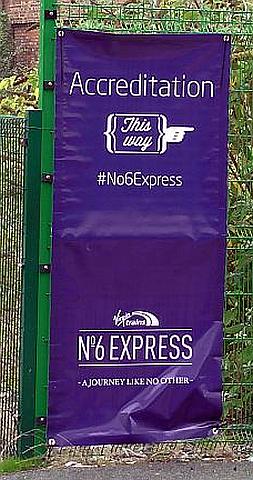 Accreditation
This
way
#No6Express
Virgin
trains
Nº6 EXPRESS
- A JOURNEY LIKE NO OTHER -